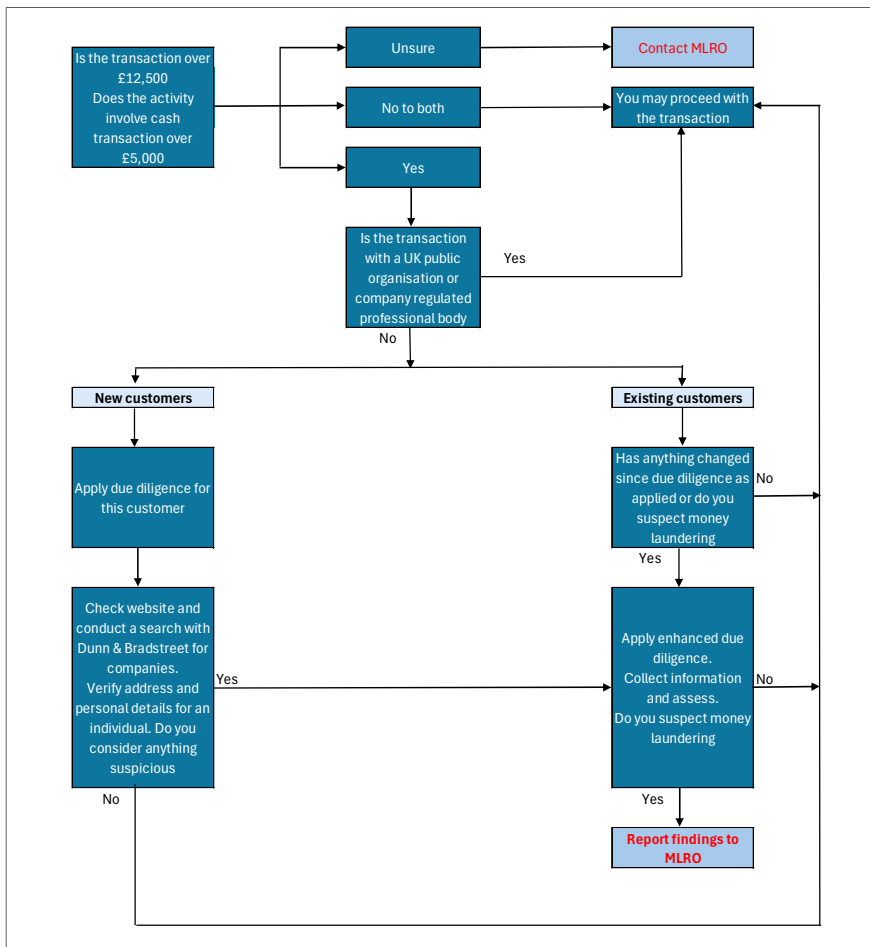 Is the transaction over
£12,500
Does the activity
involve cash
transaction over
£5,000
Unsure
Contact MLRO
No to both
You may proceed with
the transaction
Yes
Is the transaction
with a UK public
organisation or
company regulated
professional body
Yes
No
New customers
Existing customers
Apply due diligence for
this customer
Has anything changed
since due diligence as
applied or do you
suspect money
laundering
No
Yes
Check website and
conduct a search with
Dunn & Bradstreet for
companies.
Verify address and
personal details for an
individual. Do you
consider anything
suspicious
Yes
No
Apply enhanced due
diligence.
Collect information
and assess.
Do you suspect money
laundering
No
Yes
Report findings to
MLRO